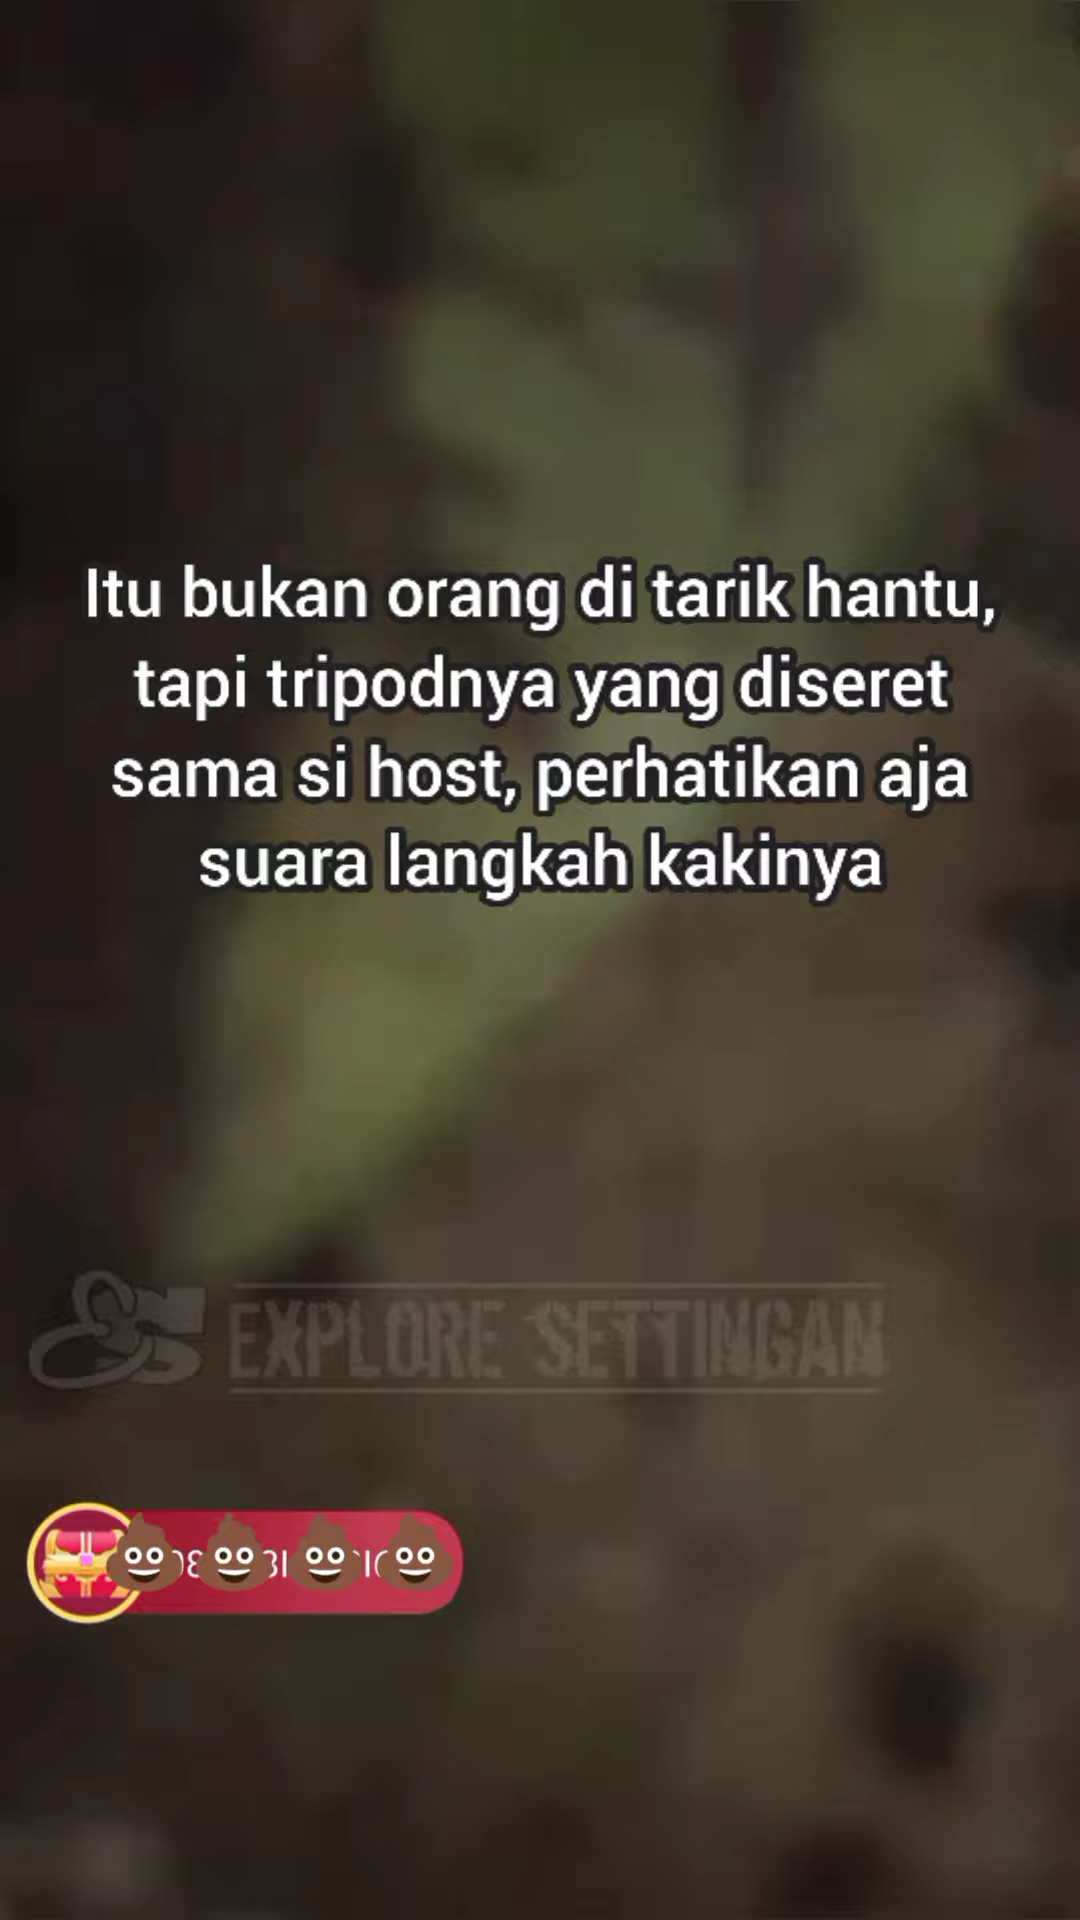 Itu bukan orang di tarik hantu,
tapi tripodnya yang diseret
sama si host, perhatikan aja
suara langkah kakinya
EXPLORE SETTINGAN